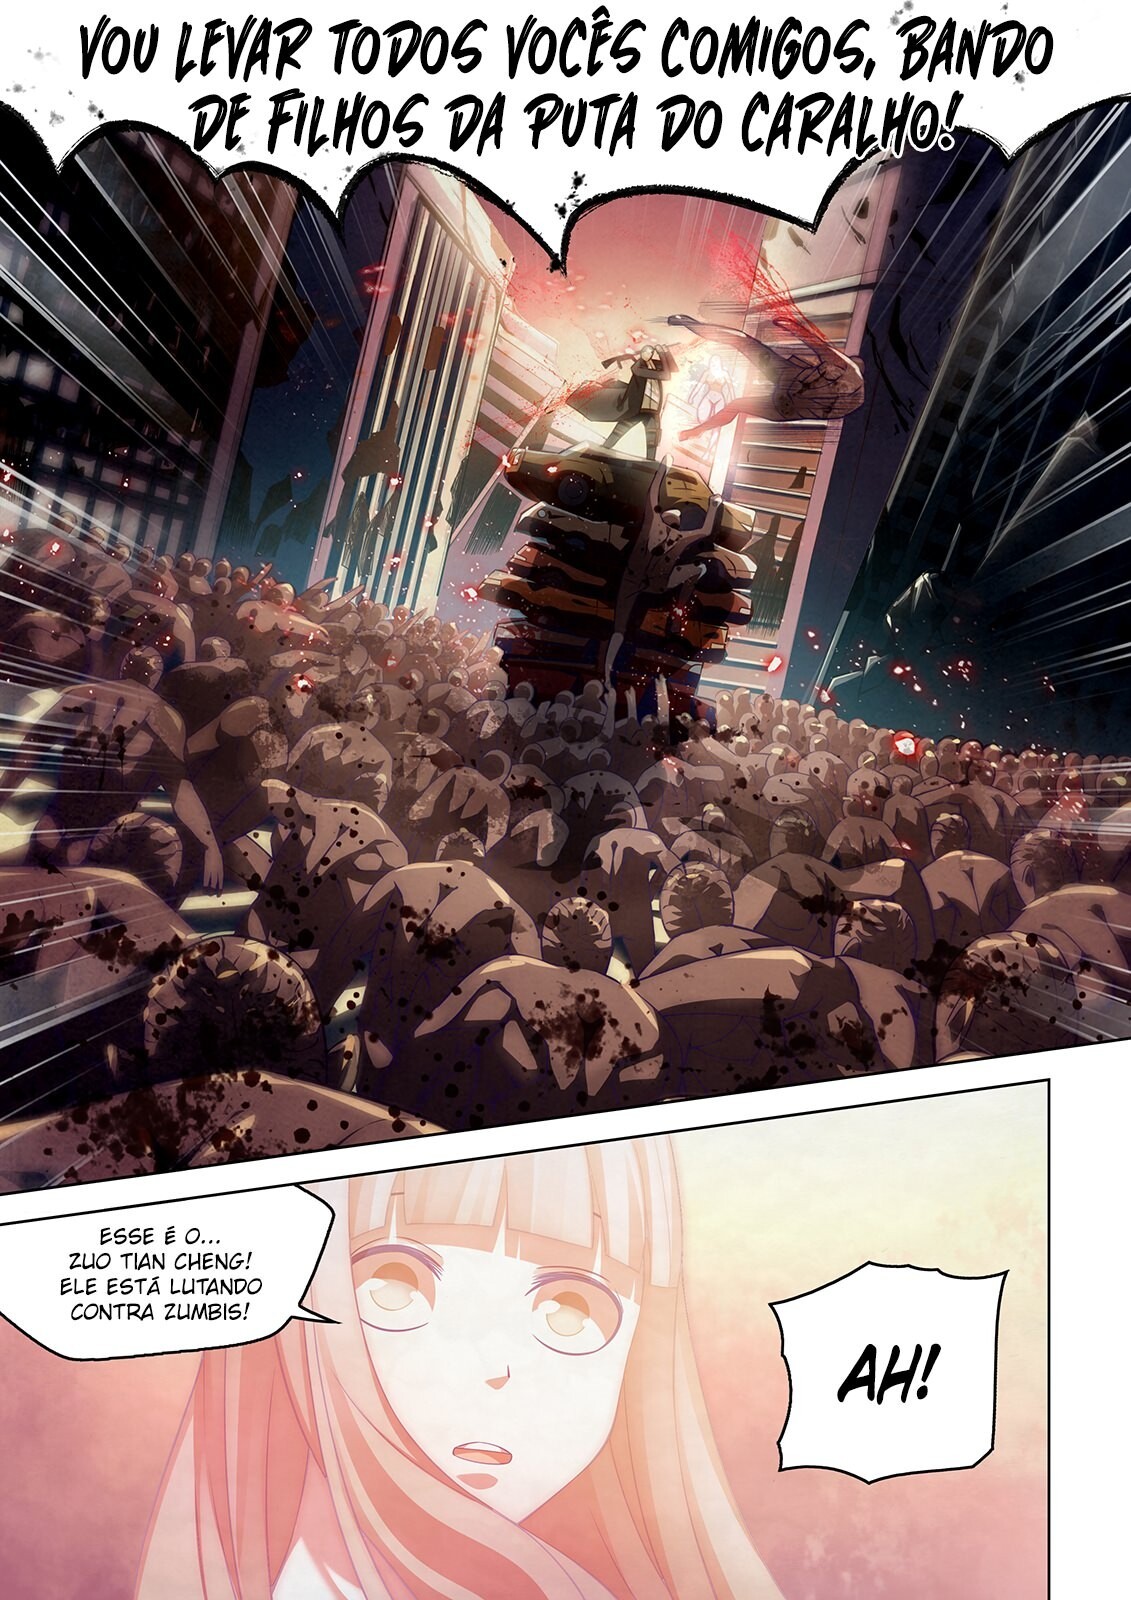 VOU LEVAR TODOS VOCÊS COMIGOS, BANDO
DE FILHOS DA PUTA DO CARALHO!
ESSE É O...
ZUO TIAN CHENG!
ELE ESTÁ LUTANDO
CONTRA ZUMBIS!
AH!